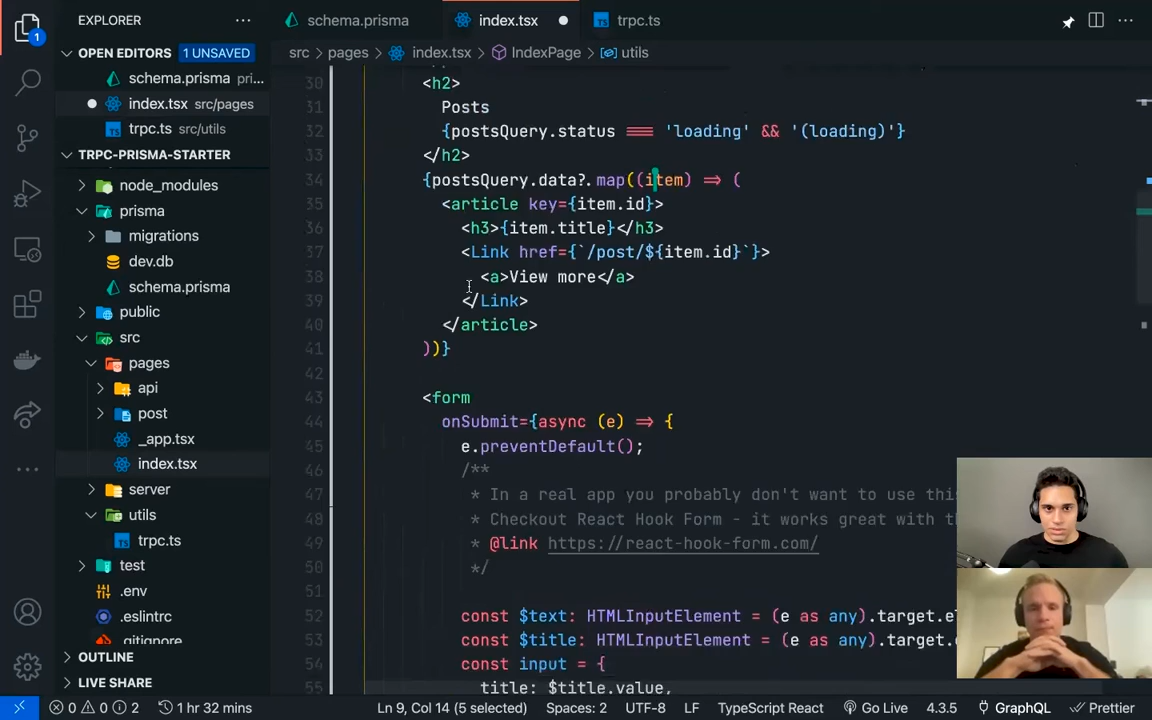 EXPLORER
schema.prisma
index.tsx
trpc.ts
OPEN EDITORS 1 UNSAVED
src > pages > index.tsx > IndexPage > utils
schema.prisma pri...
index.tsx src/pages
trpc.ts src/utils
TRPC-PRISMA-STARTER
node_modules
prisma
migrations
dev.db
schema.prisma
public
src
pages
api
post
_app.tsx
index.tsx
server
utils
trpc.ts
test
.env
.eslintrc
.gitignore
OUTLINE
LIVE SHARE
30 <h2>
31 Posts
32 {postsQuery.status === 'loading' && '(loading)'}
33 </h2>
34 {postsQuery.data?.map((item) => (
35 <article key={item.id}>
36 <h3>{item.title}</h3>
37 <Link href={`/post/${item.id}`}>
38 <a>View more</a>
39 </Link>
40 </article>
41 ))}
42
43 <form
44 onSubmit={async (e) => {
45 e.preventDefault();
46 /**
47 * In a real app you probably don't want to use this
48 * Checkout React Hook Form - it works great with th
49 * @link https://react-hook-form.com/
50 */
51
52 const $text: HTMLInputElement = (e as any).target.el
53 const $title: HTMLInputElement = (e as any).target.
54 const input = {
55 title: $title.value,
1
0 0 2 1 hr 32 mins Ln 9, Col 14 (5 selected) Spaces: 2 UTF-8 LF TypeScript React Go Live 4.3.5 GraphQL Prettier